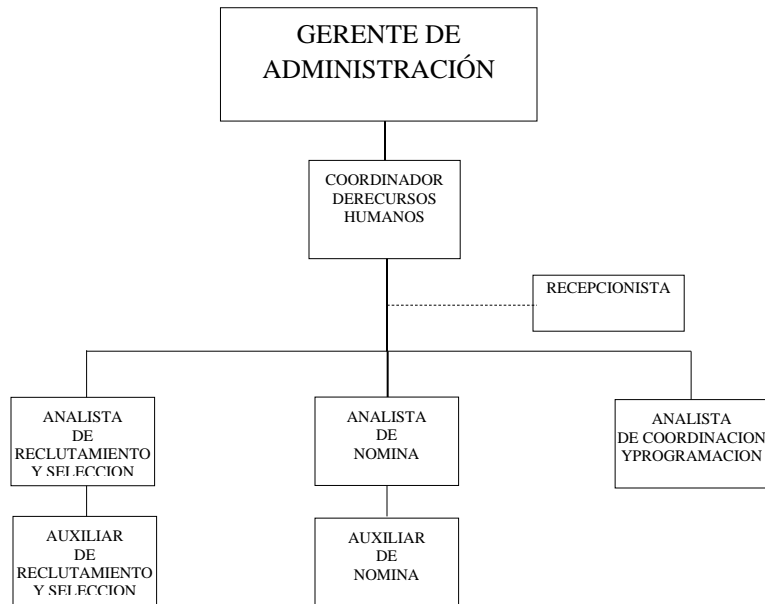 GERENTE DE
ADMINISTRACIÓN
COORDINADOR
DERECURSOS
HUMANOS
RECEPCIONISTA
ANALISTA
DE
RECLUTAMIENTO
Y SELECCION
ANALISTA
DE
NOMINA
ANALISTA
DE COORDINACION
YPROGRAMACION
AUXILIAR
DE
RECLUTAMIENTO
Y SELECCION
AUXILIAR
DE
NOMINA